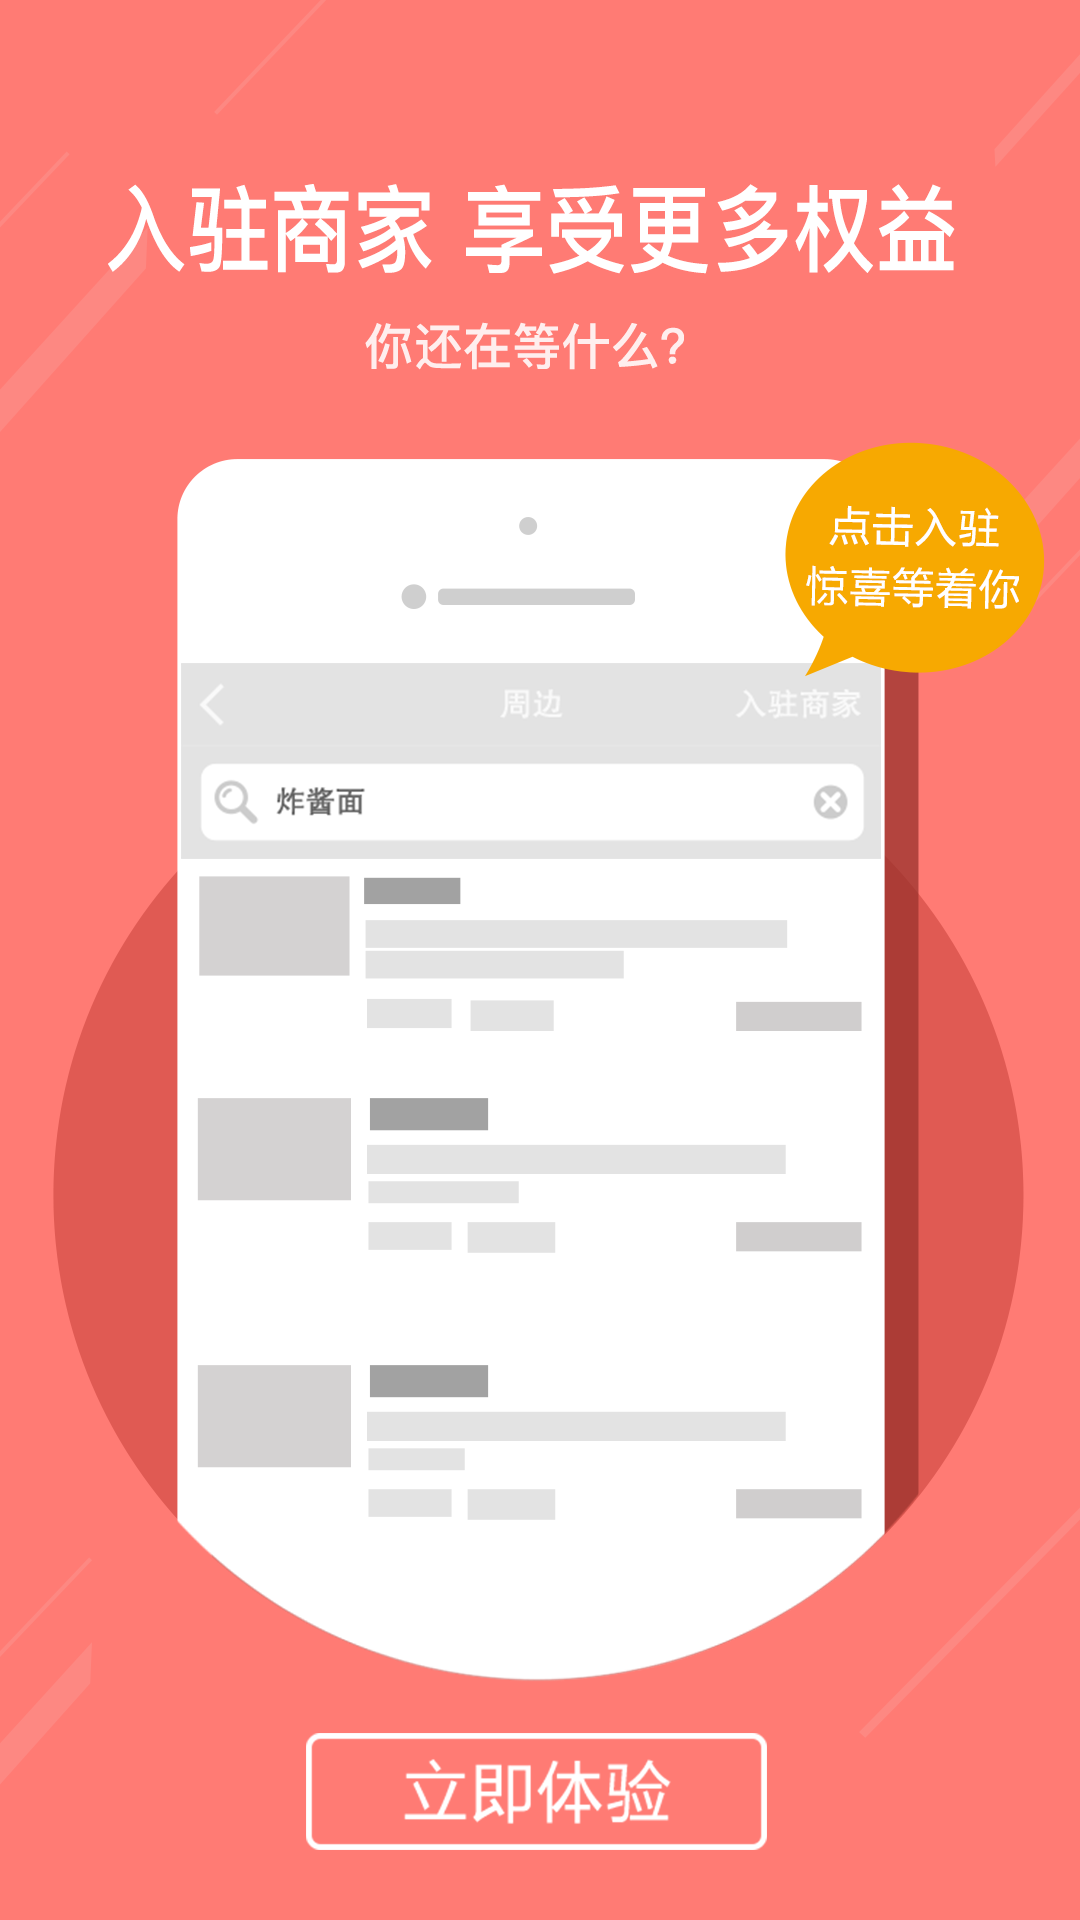 入驻商家 享受更多权益
你还在等什么?
点击入驻
惊喜等着你
周边 入驻商家
炸酱面
立即体验